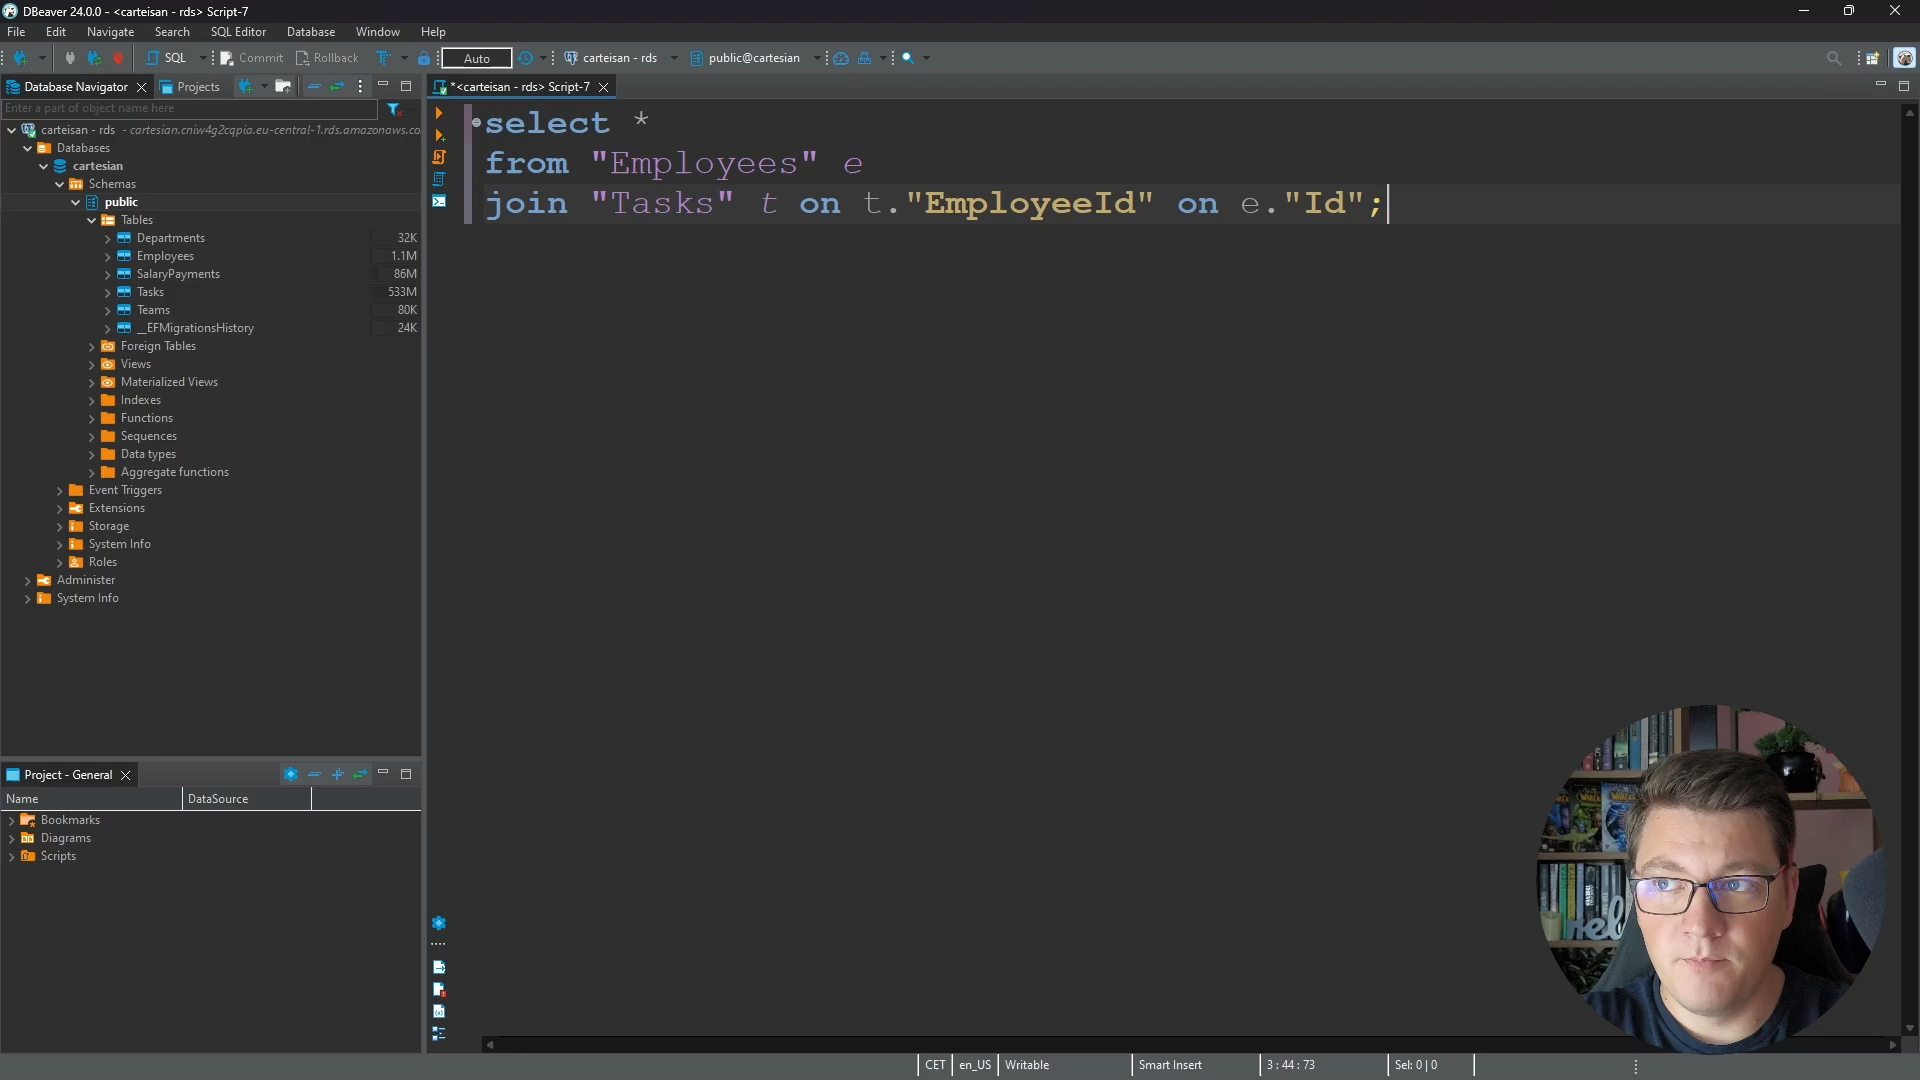 DBeaver 24.0.0 - <carteisan - rds> Script-7
File Edit Navigate Search SQL Editor Database Window Help
SQL Commit Rollback Auto carteisan - rds public@cartesian
Database Navigator Projects
*<carteisan - rds> Script-7
Enter a part of object name here
carteisan - rds - cartesian.cniw4g2cqpia.eu-central-1.rds.amazonaws.co
Databases
cartesian
Schemas
public
Tables
Departments 32K
Employees 1.1M
SalaryPayments 86M
Tasks 533M
Teams 80K
__EFMigrationsHistory 24K
Foreign Tables
Views
Materialized Views
Indexes
Functions
Sequences
Data types
Aggregate functions
Event Triggers
Extensions
Storage
System Info
Roles
Administer
System Info
select *
from "Employees" e
join "Tasks" t on t."EmployeeId" on e."Id";
Project - General
Name DataSource
Bookmarks
Diagrams
Scripts
CET en_US Writable Smart Insert 3 : 44 : 73 Sel: 0 | 0